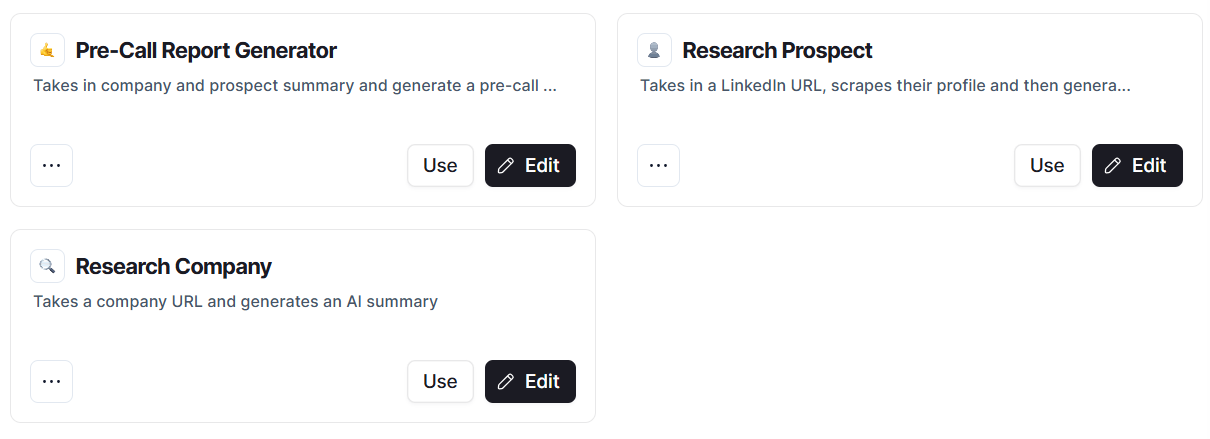 Pre-Call Report Generator
Takes in company and prospect summary and generate a pre-call ...
Use
Edit
Research Prospect
Takes in a LinkedIn URL, scrapes their profile and then genera...
Use
Edit
Research Company
Takes a company URL and generates an AI summary
Use
Edit